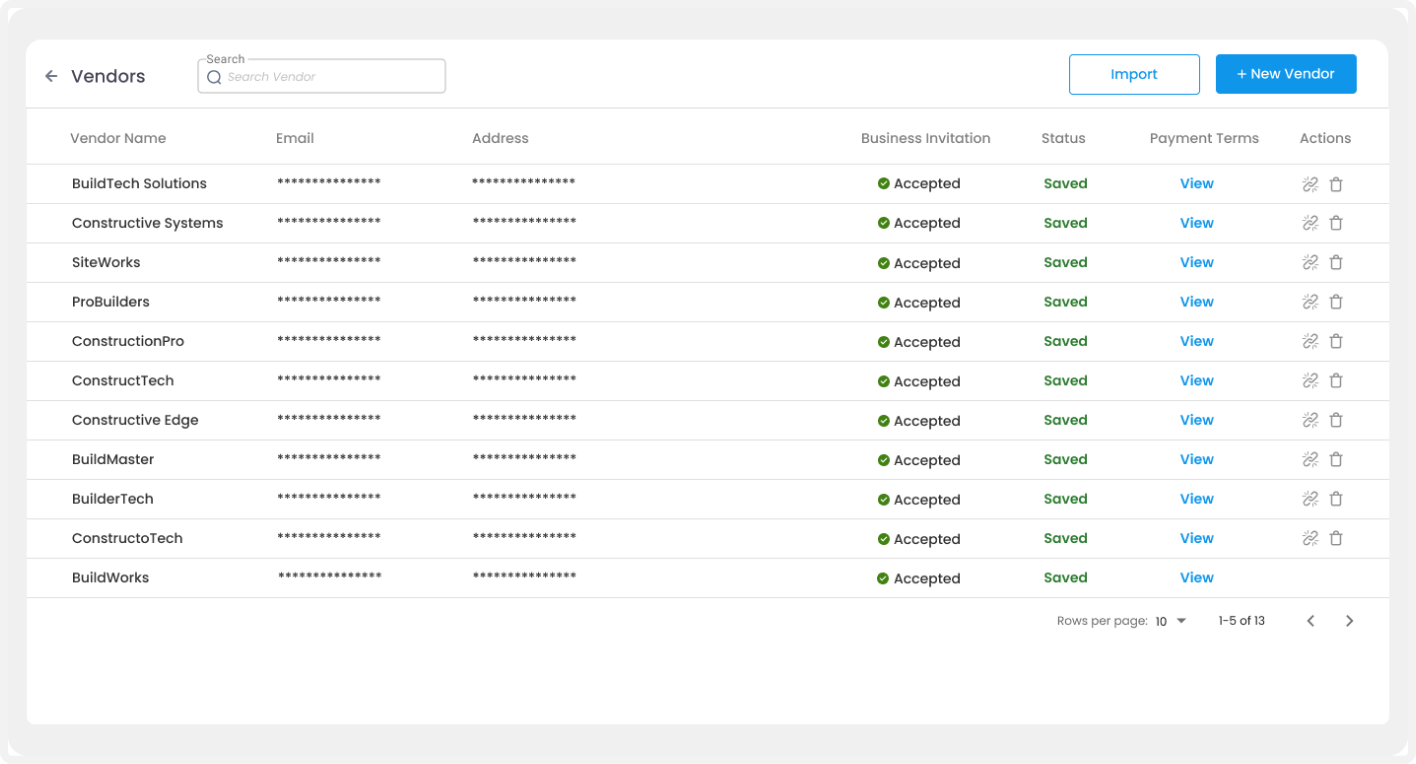 Search
Vendors Search Vendor Import + New Vendor
Vendor Name Email Address Business Invitation Status Payment Terms Actions
BuildTech Solutions *************** *************** Accepted Saved View
Constructive Systems *************** *************** Accepted Saved View
SiteWorks *************** *************** Accepted Saved View
ProBuilders *************** *************** Accepted Saved View
ConstructionPro *************** *************** Accepted Saved View
ConstructTech *************** *************** Accepted Saved View
Constructive Edge *************** *************** Accepted Saved View
BuildMaster *************** *************** Accepted Saved View
BuilderTech *************** *************** Accepted Saved View
ConstructoTech *************** *************** Accepted Saved View
BuildWorks *************** *************** Accepted Saved View
Rows per page: 10 1-5 of 13